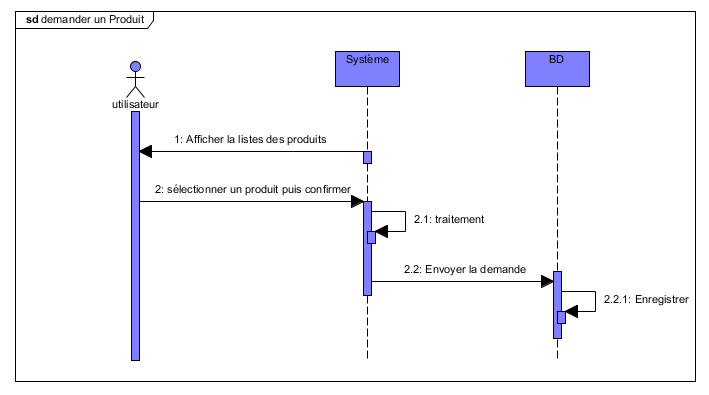 sd demander un Produit
Système
BD
utilisateur
1: Afficher la listes des produits
2: sélectionner un produit puis confirmer
2.1: traitement
2.2: Envoyer la demande
2.2.1: Enregistrer